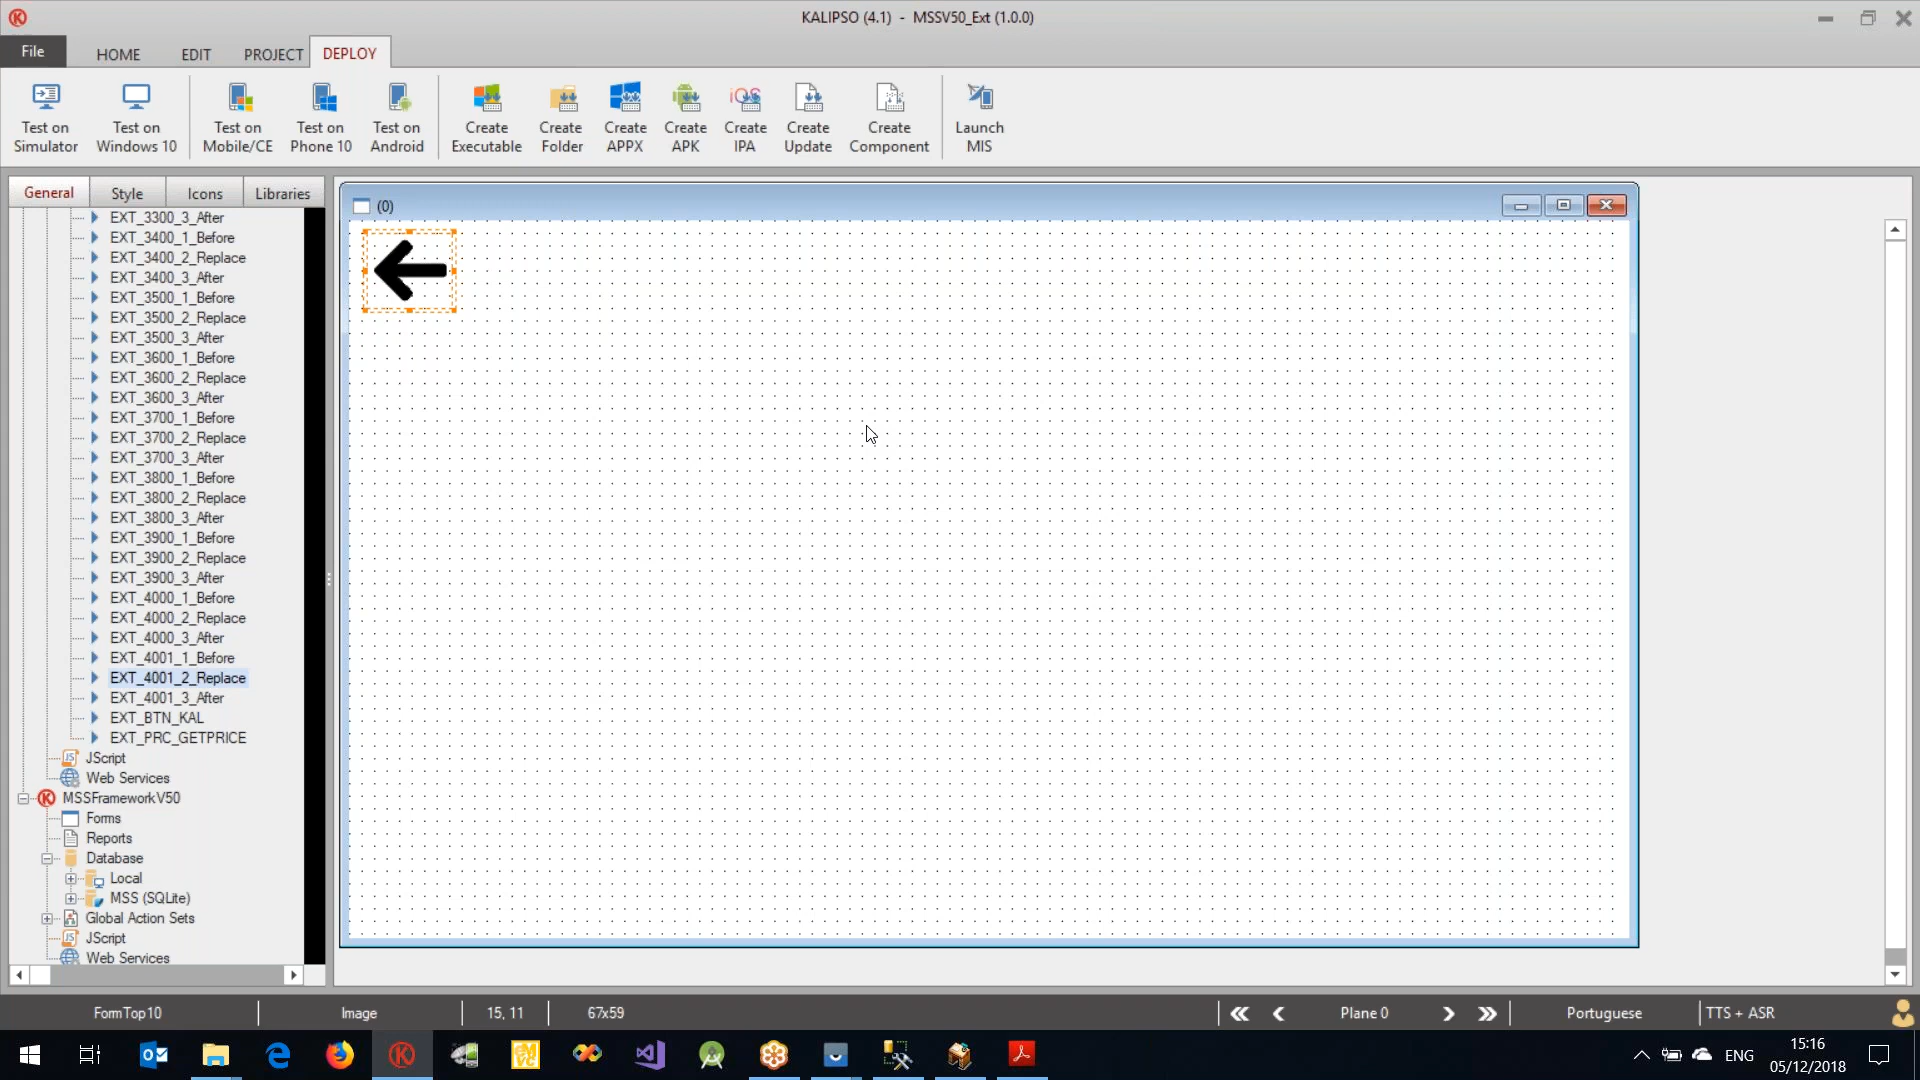 KALIPSO (4.1) - MSSV50_Ext (1.0.0)
File HOME EDIT PROJECT DEPLOY
Test on Simulator
Test on Windows 10
Test on Mobile/CE
Test on Phone 10
Test on Android
Create Executable
Create Folder
Create APPX
Create APK
Create IPA
Create Update
Create Component
Launch MIS
General Style Icons Libraries
(0)
EXT_3300_3_After
EXT_3400_1_Before
EXT_3400_2_Replace
EXT_3400_3_After
EXT_3500_1_Before
EXT_3500_2_Replace
EXT_3500_3_After
EXT_3600_1_Before
EXT_3600_2_Replace
EXT_3600_3_After
EXT_3700_1_Before
EXT_3700_2_Replace
EXT_3700_3_After
EXT_3800_1_Before
EXT_3800_2_Replace
EXT_3800_3_After
EXT_3900_1_Before
EXT_3900_2_Replace
EXT_3900_3_After
EXT_4000_1_Before
EXT_4000_2_Replace
EXT_4000_3_After
EXT_4001_1_Before
EXT_4001_2_Replace
EXT_4001_3_After
EXT_BTN_KAL
EXT_PRC_GETPRICE
JScript
Web Services
MSSFrameworkV50
Forms
Reports
Database
Local
MSS (SQLite)
Global Action Sets
JScript
Web Services
FormTop10 Image 15, 11 67x59 Plane 0 Portuguese TTS + ASR
ENG
15:16
05/12/2018